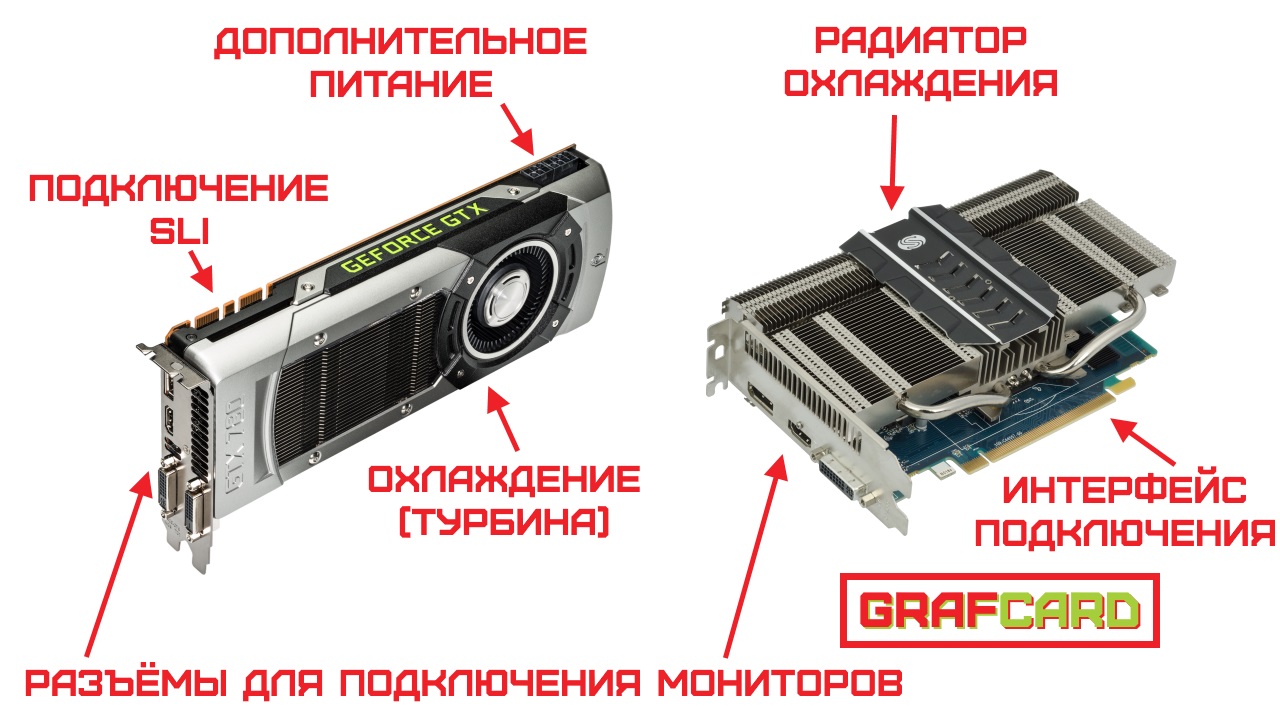 ДОПОЛНИТЕЛЬНОЕ
ПИТАНИЕ
РАДИАТОР
ОХЛАЖДЕНИЯ
ПОДКЛЮЧЕНИЕ
SLI
GEFORCE GTX
GTX 780
ОХЛАЖДЕНИЕ
(ТУРБИНА)
ИНТЕРФЕЙС
ПОДКЛЮЧЕНИЯ
GRAFCARD
РАЗЪЁМЫ ДЛЯ ПОДКЛЮЧЕНИЯ МОНИТОРОВ